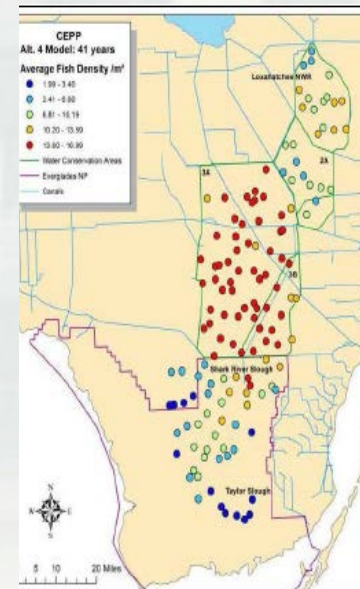 CEPP
Alt. 4 Model: 41 years
Average Fish Density /m²
1.99 - 3.40
3.41 - 6.80
6.81 - 10.19
10.20 - 13.59
13.60 - 16.99
Water Conservation Areas
Everglades NP
Canals
Loxahatchee NWR
2A
3A
3B
Shark River Slough
Taylor Slough
N
W
E
S
5 10 20 Miles